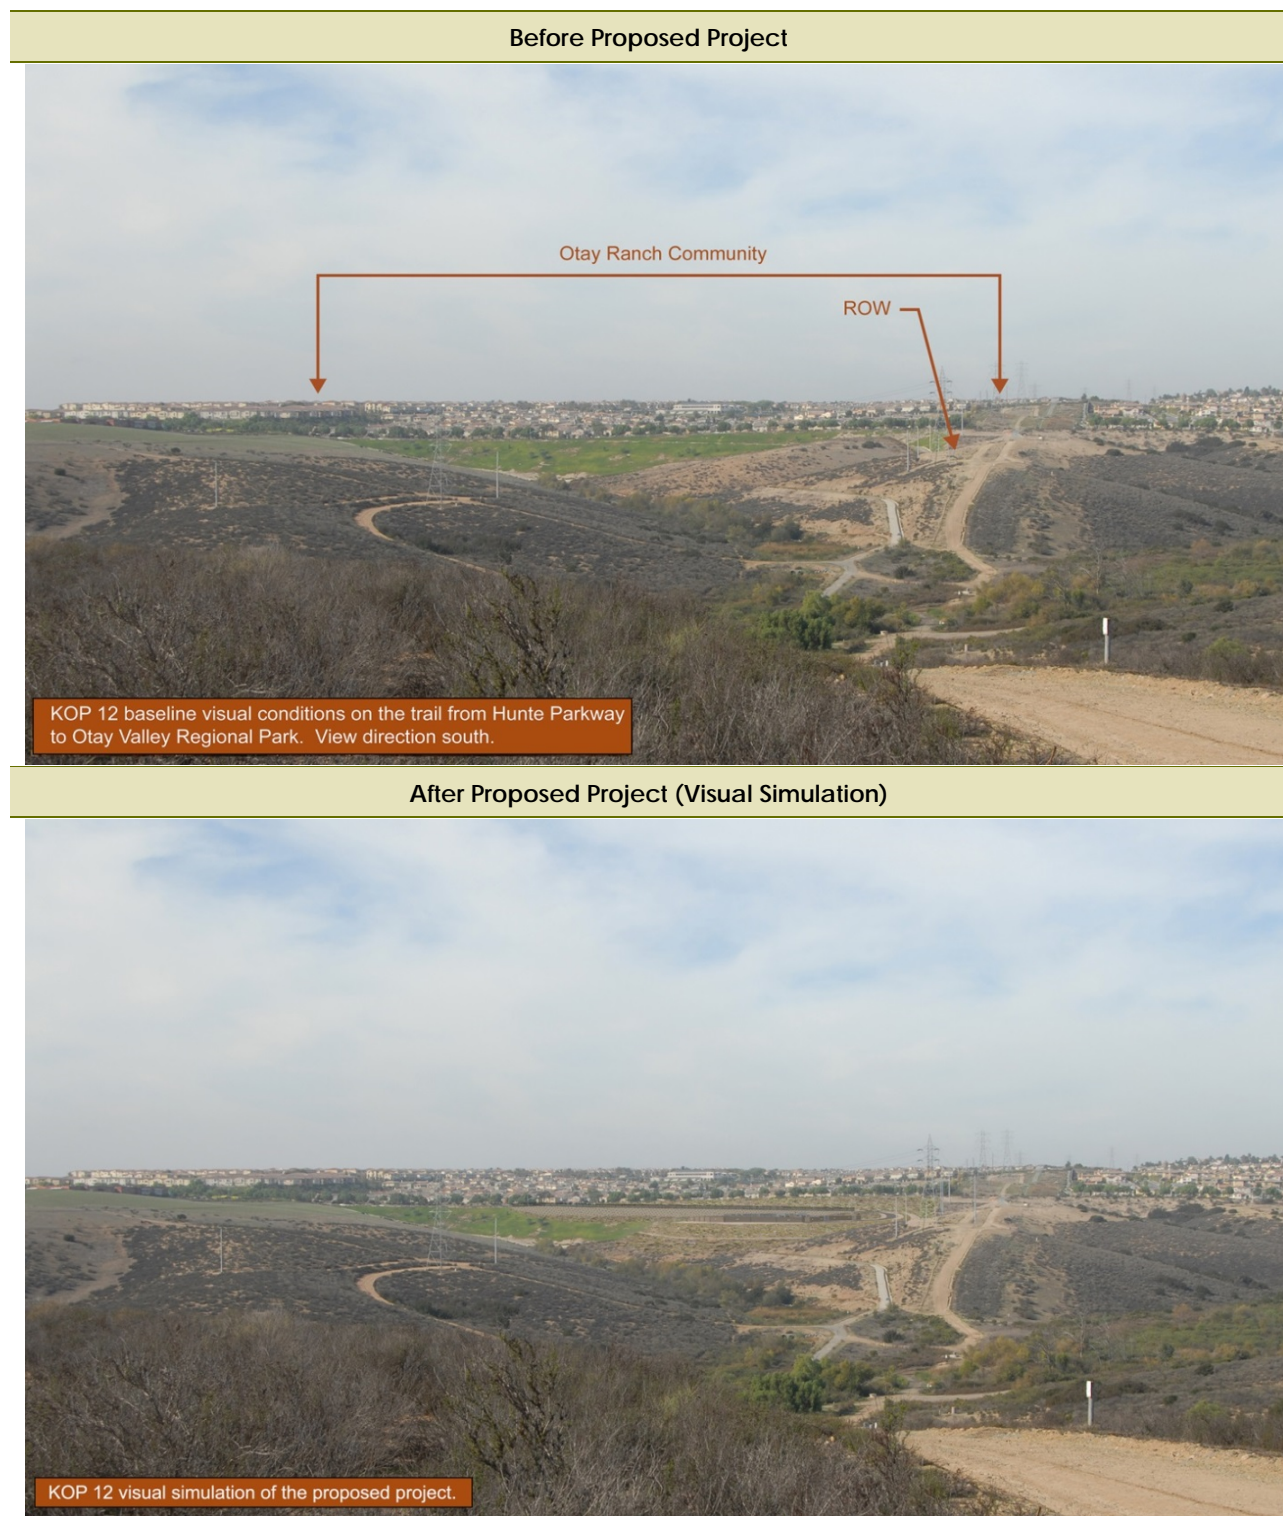 Before Proposed Project
Otay Ranch Community
ROW
KOP 12 baseline visual conditions on the trail from Hunte Parkway
to Otay Valley Regional Park.  View direction south.
After Proposed Project (Visual Simulation)
KOP 12 visual simulation of the proposed project.